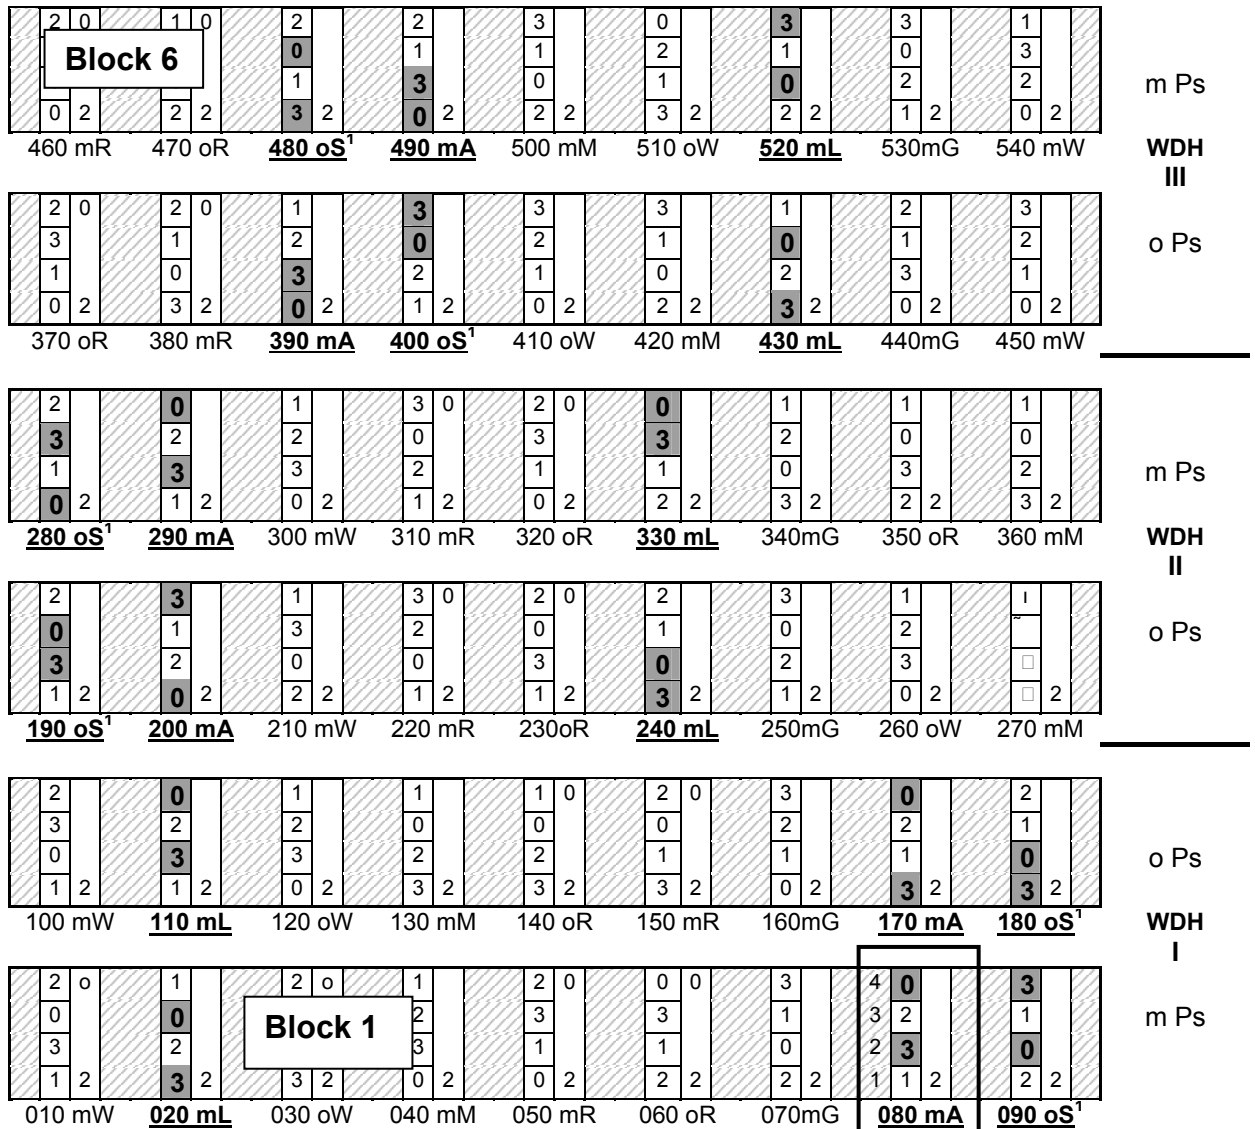 2 0 1 0 2 2 3 0 3 3 1
Block 6 0 1 1 2 1 0 3
1 3 0 1 0 2 2 m Ps
0 2 2 2 3 2 0 2 2 2 3 2 2 2 1 2 0 2
460 mR 470 oR 480 oS¹ 490 mA 500 mM 510 oW 520 mL 530mG 540 mW WDH
III
2 0 2 0 1 3 3 3 1 2 3
3 1 2 0 2 1 0 1 2 o Ps
1 0 3 2 1 0 2 3 1
0 2 3 2 0 2 1 2 0 2 2 2 3 2 0 2 0 2
370 oR 380 mR 390 mA 400 oS¹ 410 oW 420 mM 430 mL 440mG 450 mW
2 0 1 3 0 2 0 0 1 1 1
3 2 2 0 3 3 2 0 0
1 3 3 2 1 1 0 3 2 m Ps
0 2 1 2 0 2 1 2 0 2 2 2 3 2 2 2 3 2
280 oS¹ 290 mA 300 mW 310 mR 320 oR 330 mL 340mG 350 oR 360 mM WDH
II
2 3 1 3 0 2 0 2 3 1
0 1 3 2 0 1 0 2 o Ps
3 2 0 0 3 0 2 3
1 2 0 2 2 2 1 2 1 2 3 2 1 2 0 2 2
190 oS¹ 200 mA 210 mW 220 mR 230oR 240 mL 250mG 260 oW 270 mM
2 0 1 1 1 0 2 0 3 0 2
3 2 2 0 0 0 2 2 1
0 3 3 2 2 1 1 1 0 o Ps
1 2 1 2 0 2 3 2 3 2 3 2 0 2 3 2 3 2
100 mW 110 mL 120 oW 130 mM 140 oR 150 mR 160mG 170 mA 180 oS¹ WDH
I
2 o 1 2 o 1 2 0 0 0 3 4 0 3
0 0 Block 1 2 3 3 1 3 2 1 m Ps
3 2 3 1 1 0 2 3 0
1 2 3 2 3 2 0 2 0 2 2 2 2 2 1 1 2 2 2
010 mW 020 mL 030 oW 040 mM 050 mR 060 oR 070mG 080 mA 090 oS¹